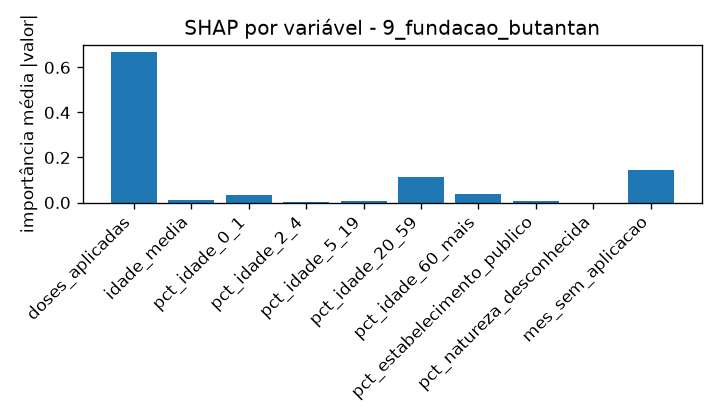 SHAP por variável - 9_fundacao_butantan
importância média |valor|
0.6
0.4
0.2
0.0
doses_aplicadas
idade_media
pct_idade_0_1
pct_idade_2_4
pct_idade_5_19
pct_idade_20_59
pct_idade_60_mais
pct_estabelecimento_publico
pct_natureza_desconhecida
mes_sem_aplicacao